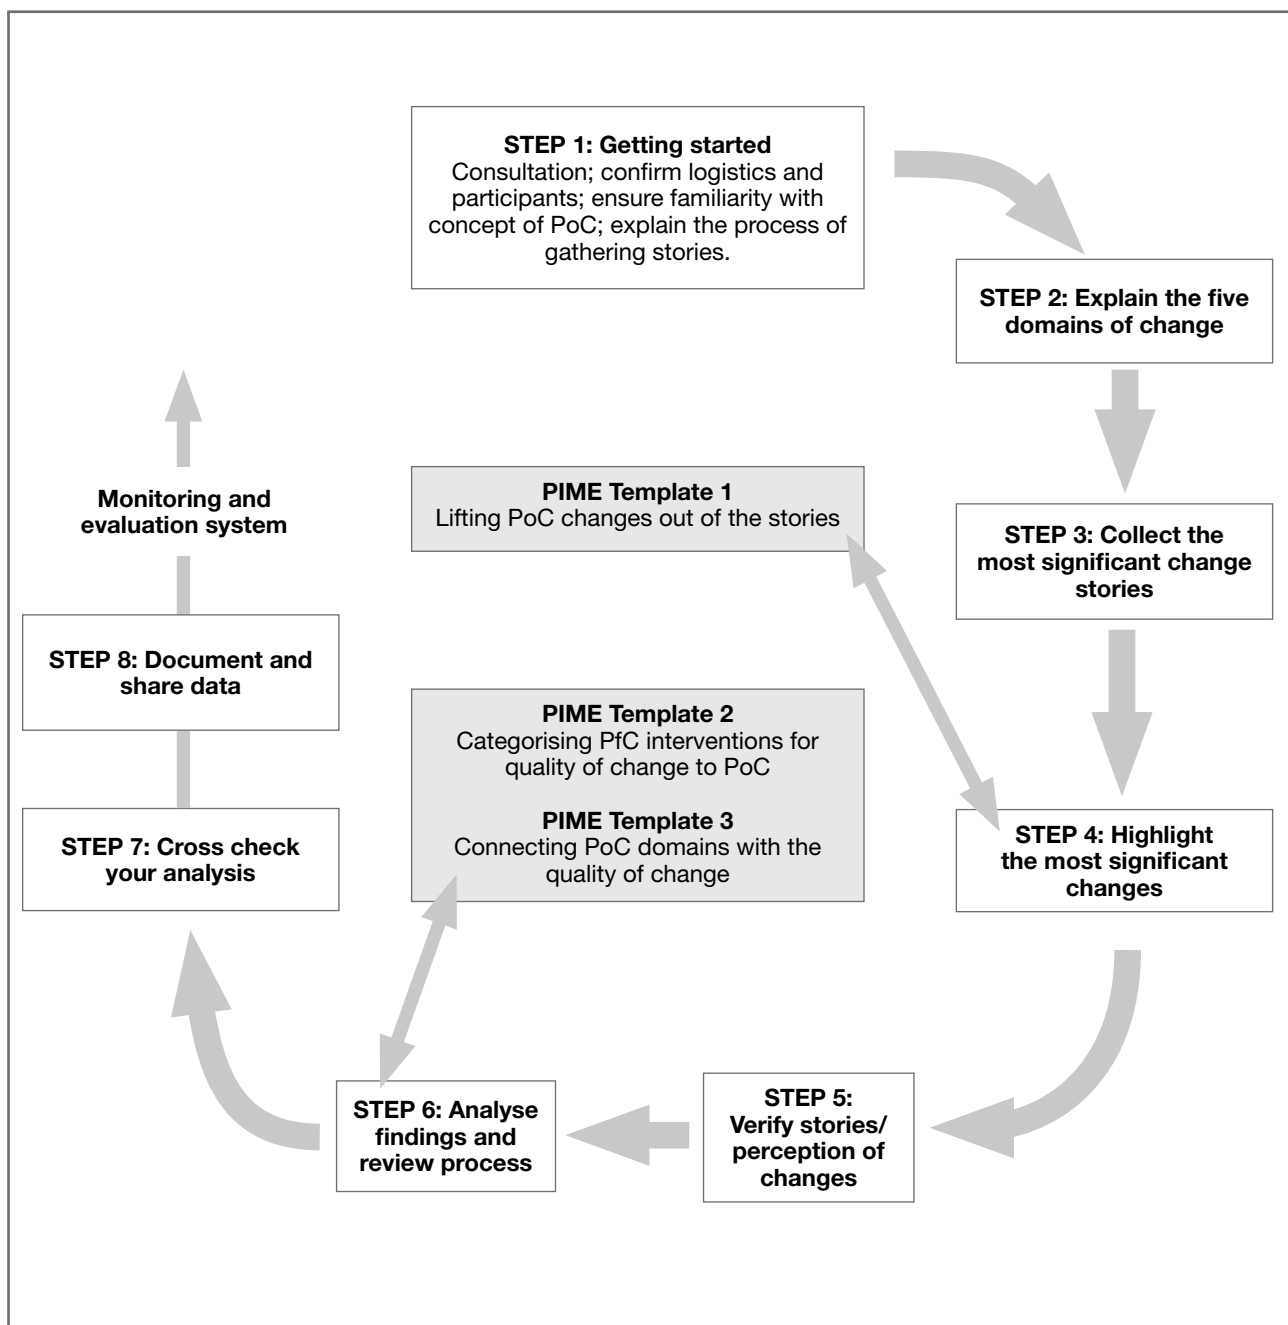 STEP 1: Getting started
Consultation; confirm logistics and
participants; ensure familiarity with
concept of PoC; explain the process of
gathering stories.
STEP 2: Explain the five
domains of change
STEP 3: Collect the
most significant change
stories
STEP 4: Highlight
the most significant
changes
STEP 5:
Verify stories/
perception of
changes
STEP 6: Analyse
findings and
review process
STEP 7: Cross check
your analysis
STEP 8: Document and
share data
Monitoring and
evaluation system
PIME Template 1
Lifting PoC changes out of the stories
PIME Template 2
Categorising PfC interventions for
quality of change to PoC
PIME Template 3
Connecting PoC domains with the
quality of change